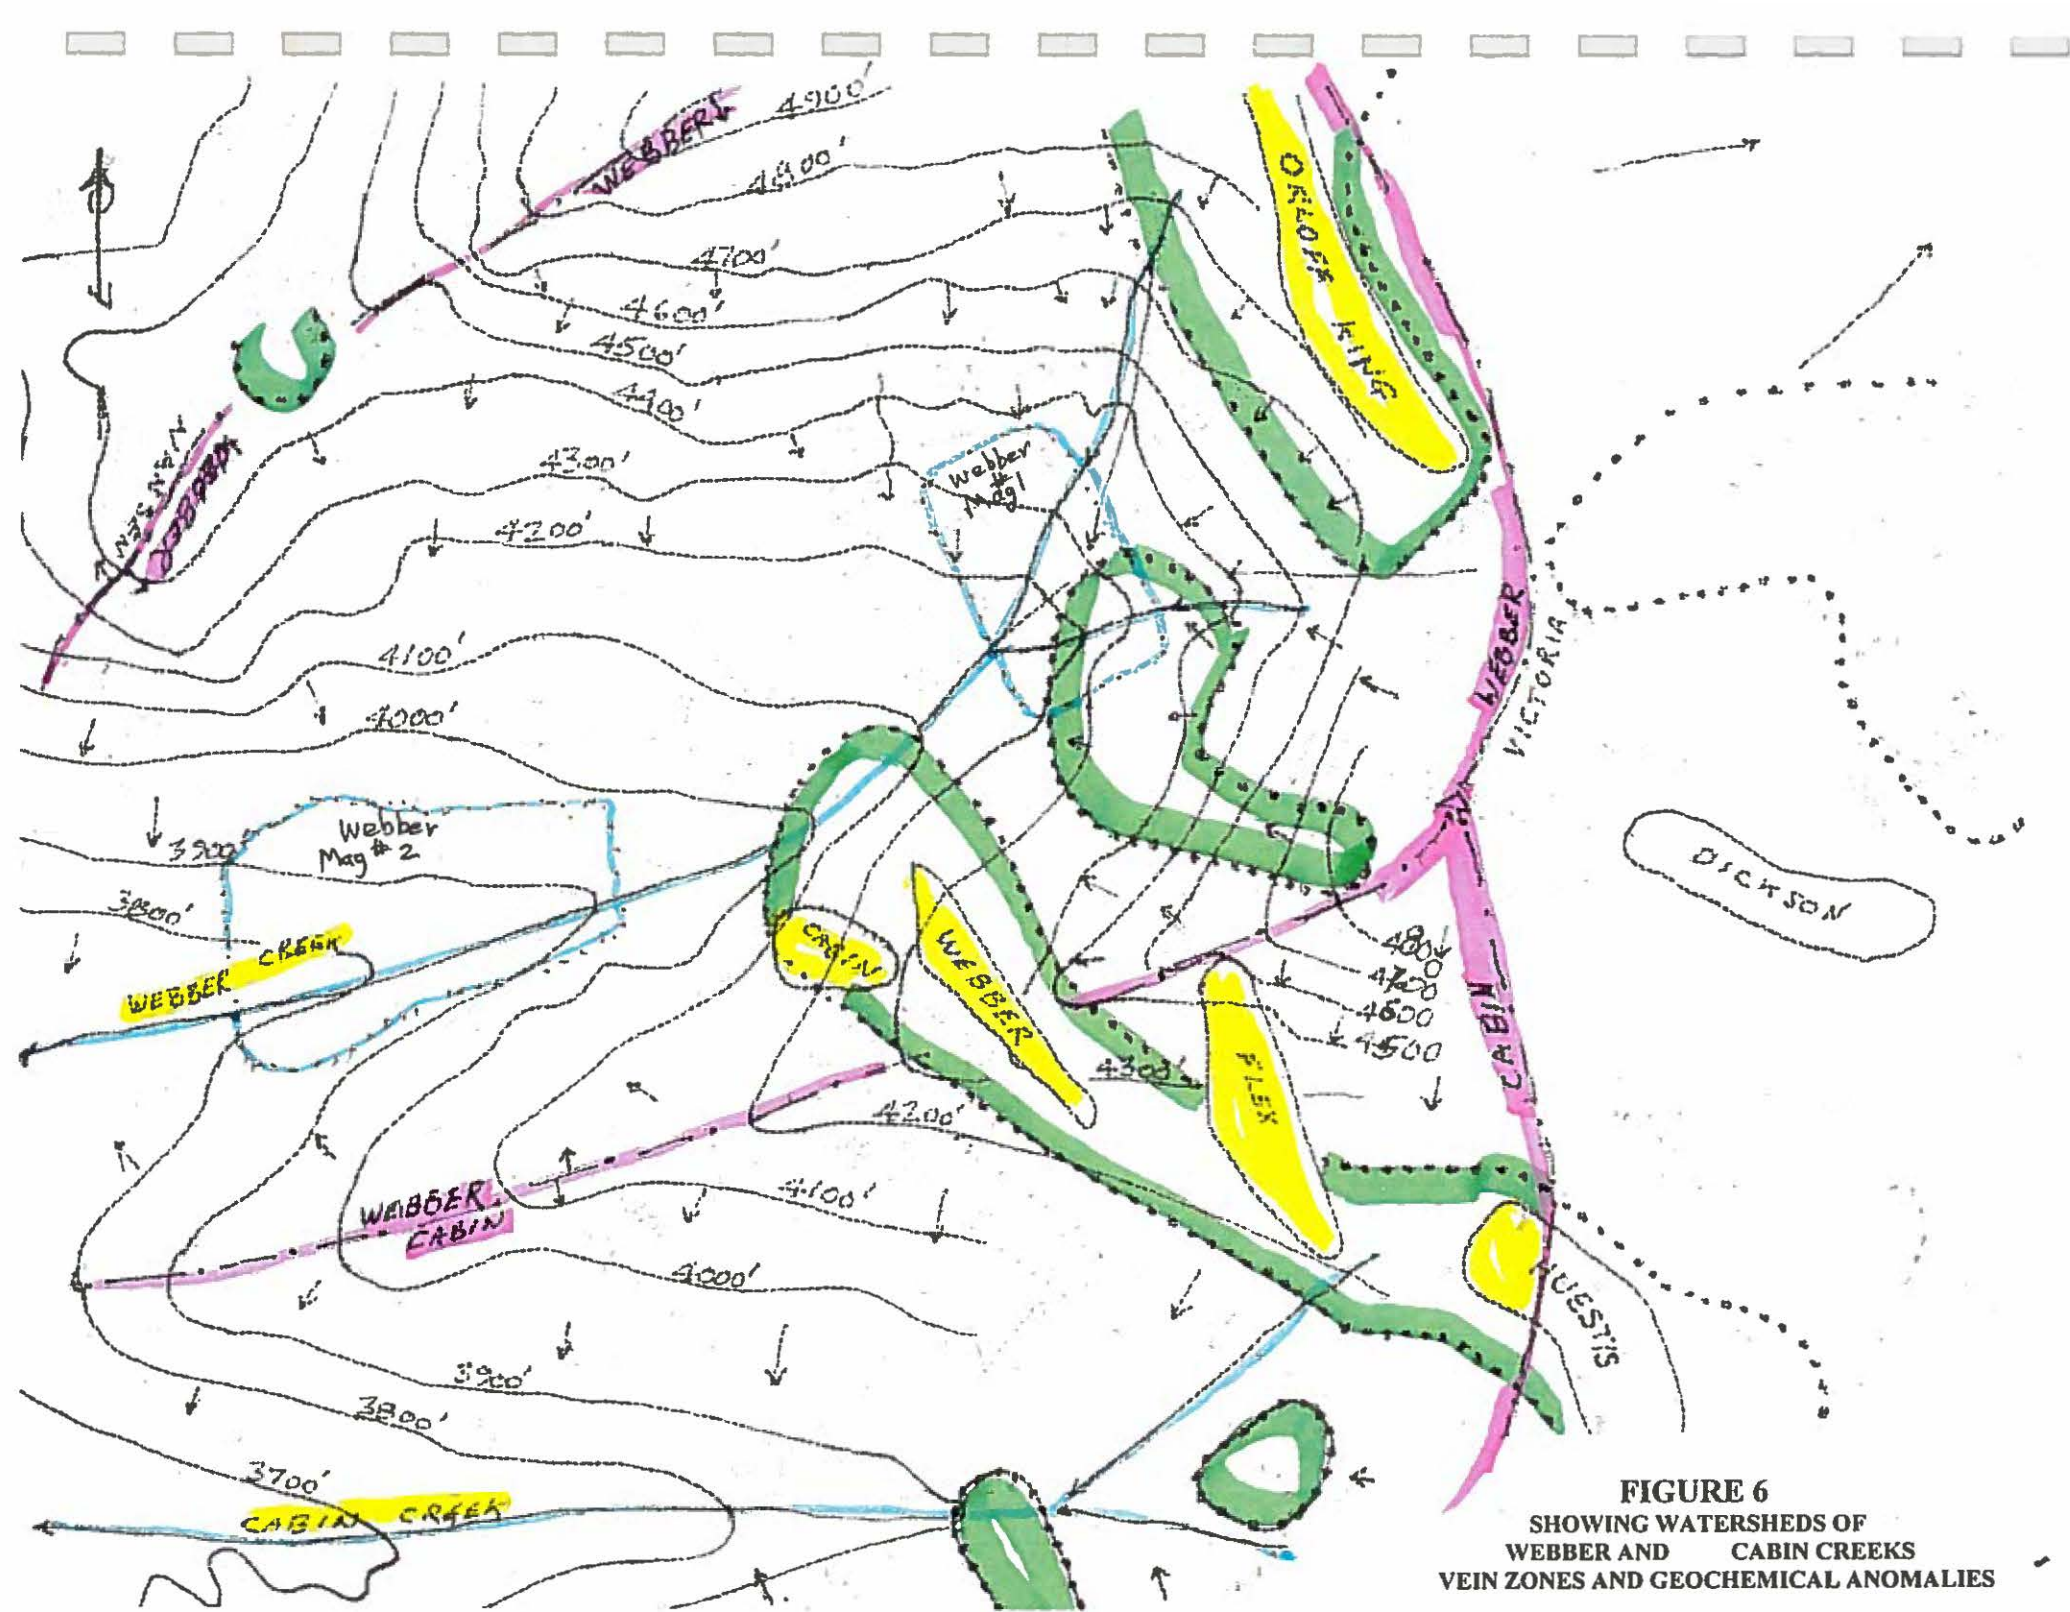 4900'
WEBBER
4800'
4700'
4600'
4500'
4400'
4300'
4200'
4100'
4000'
3900'
3800'
ORLOFF KING
Webber
#
Mag 1
WEBBER
WEBBER
VICTORIA
Webber
Mag # 2
WEBBER CREEK
CABIN
WEBBER
DICKSON
4800
4700
4600
4500
4300'
CABIN
FLEX
4200'
WEBBER
CABIN
4100'
4000'
HUESTIS
3900'
3800'
3700'
CABIN CREEK
FIGURE 6
SHOWING WATERSHEDS OF
WEBBER AND CABIN CREEKS
VEIN ZONES AND GEOCHEMICAL ANOMALIES